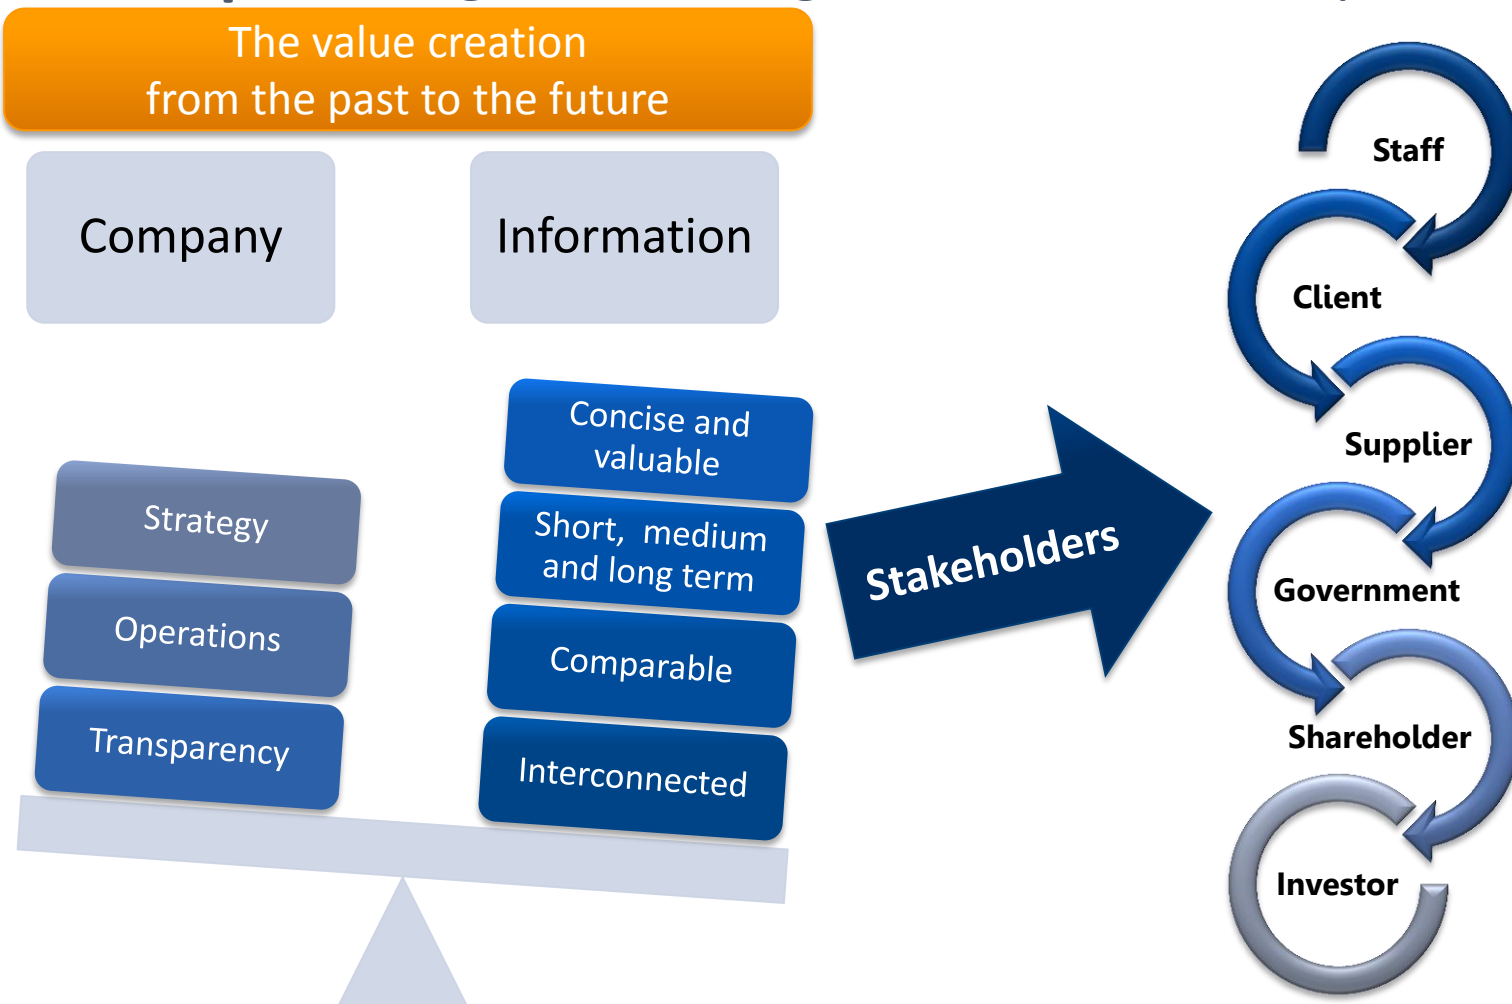 The value creation
from the past to the future
Company
Information
Strategy
Operations
Transparency
Concise and
valuable
Short, medium
and long term
Comparable
Interconnected
Stakeholders
Staff
Client
Supplier
Government
Shareholder
Investor